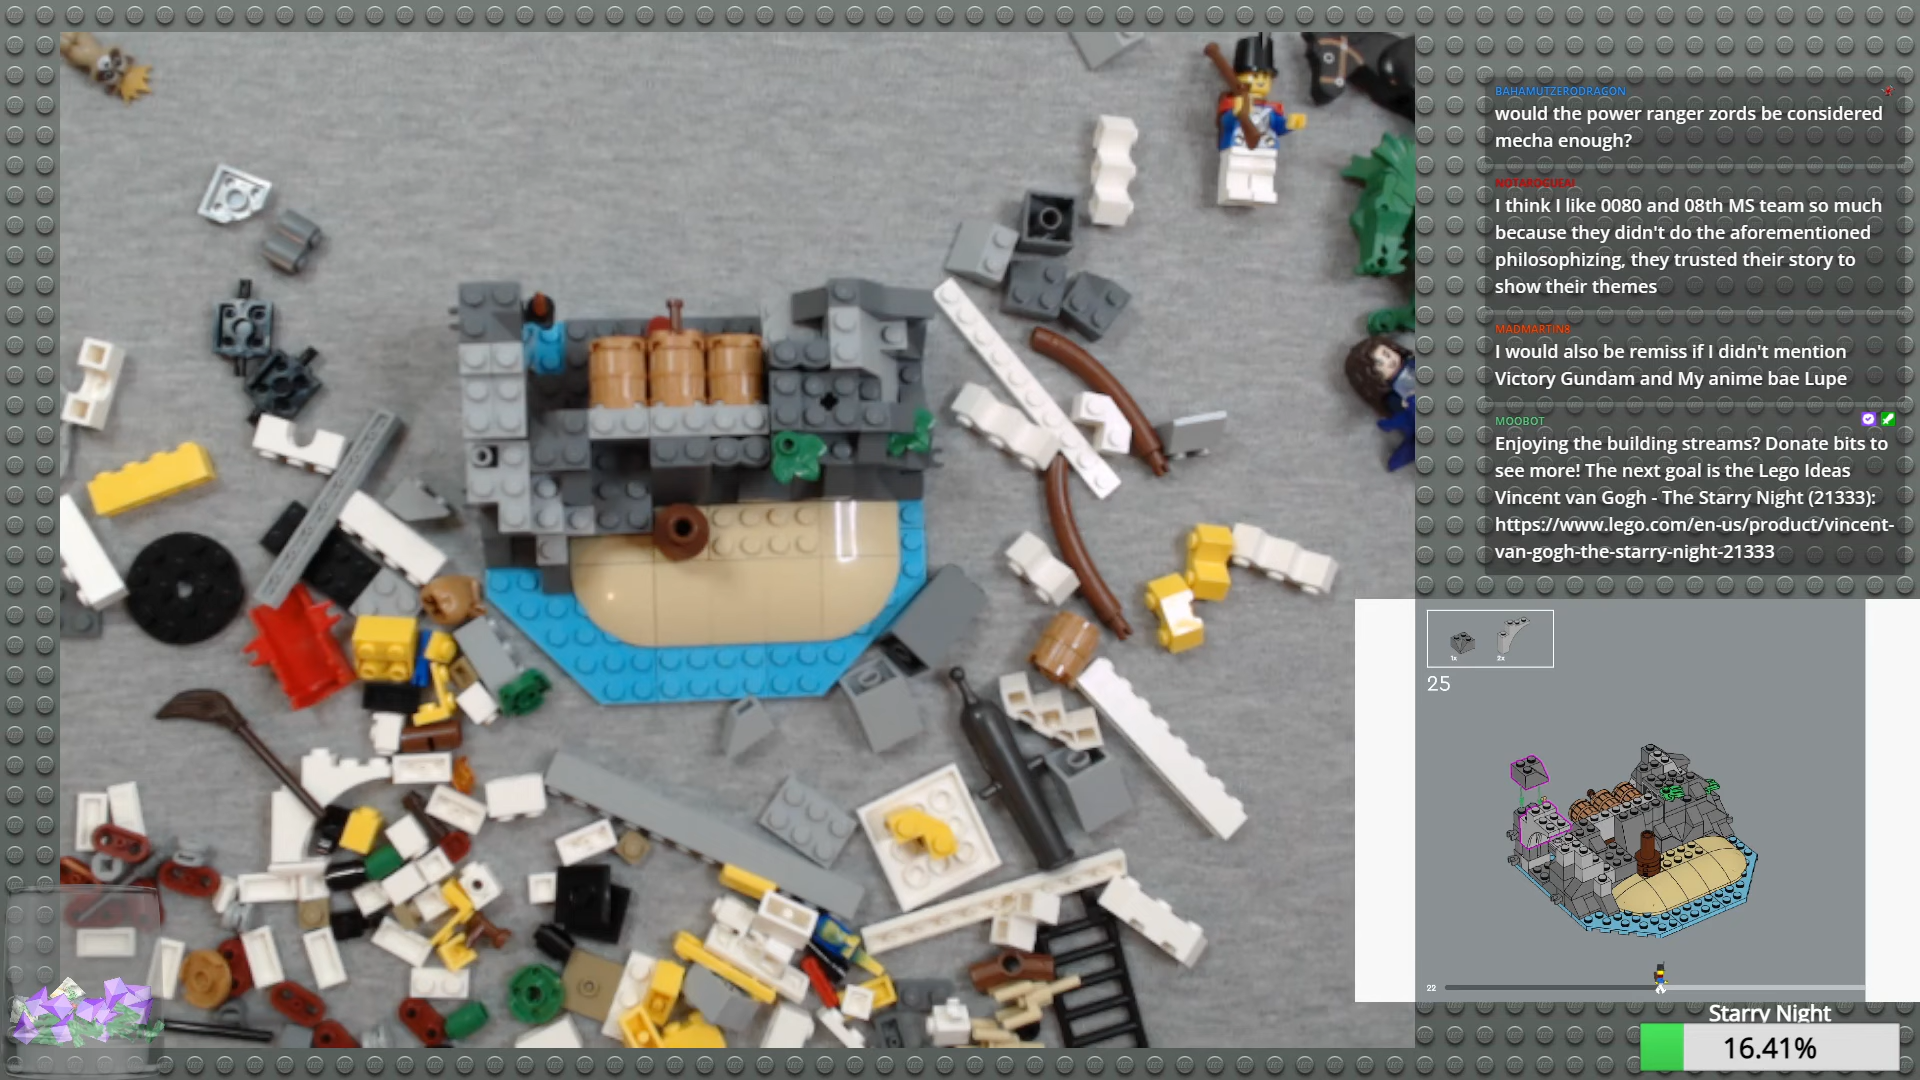 BAHAMUTZERODRAGON
would the power ranger zords be considered
mecha enough?
NOTAROGUEAI
I think I like 0080 and 08th MS team so much
because they didn't do the aforementioned
philosophizing, they trusted their story to
show their themes
MADMARTIN8
I would also be remiss if I didn't mention
Victory Gundam and My anime bae Lupe
MOOBOT
Enjoying the building streams? Donate bits to
see more! The next goal is the Lego Ideas
Vincent van Gogh - The Starry Night (21333):
https://www.lego.com/en-us/product/vincent-
van-gogh-the-starry-night-21333
1x 2x
25
22
Starry Night
16.41%